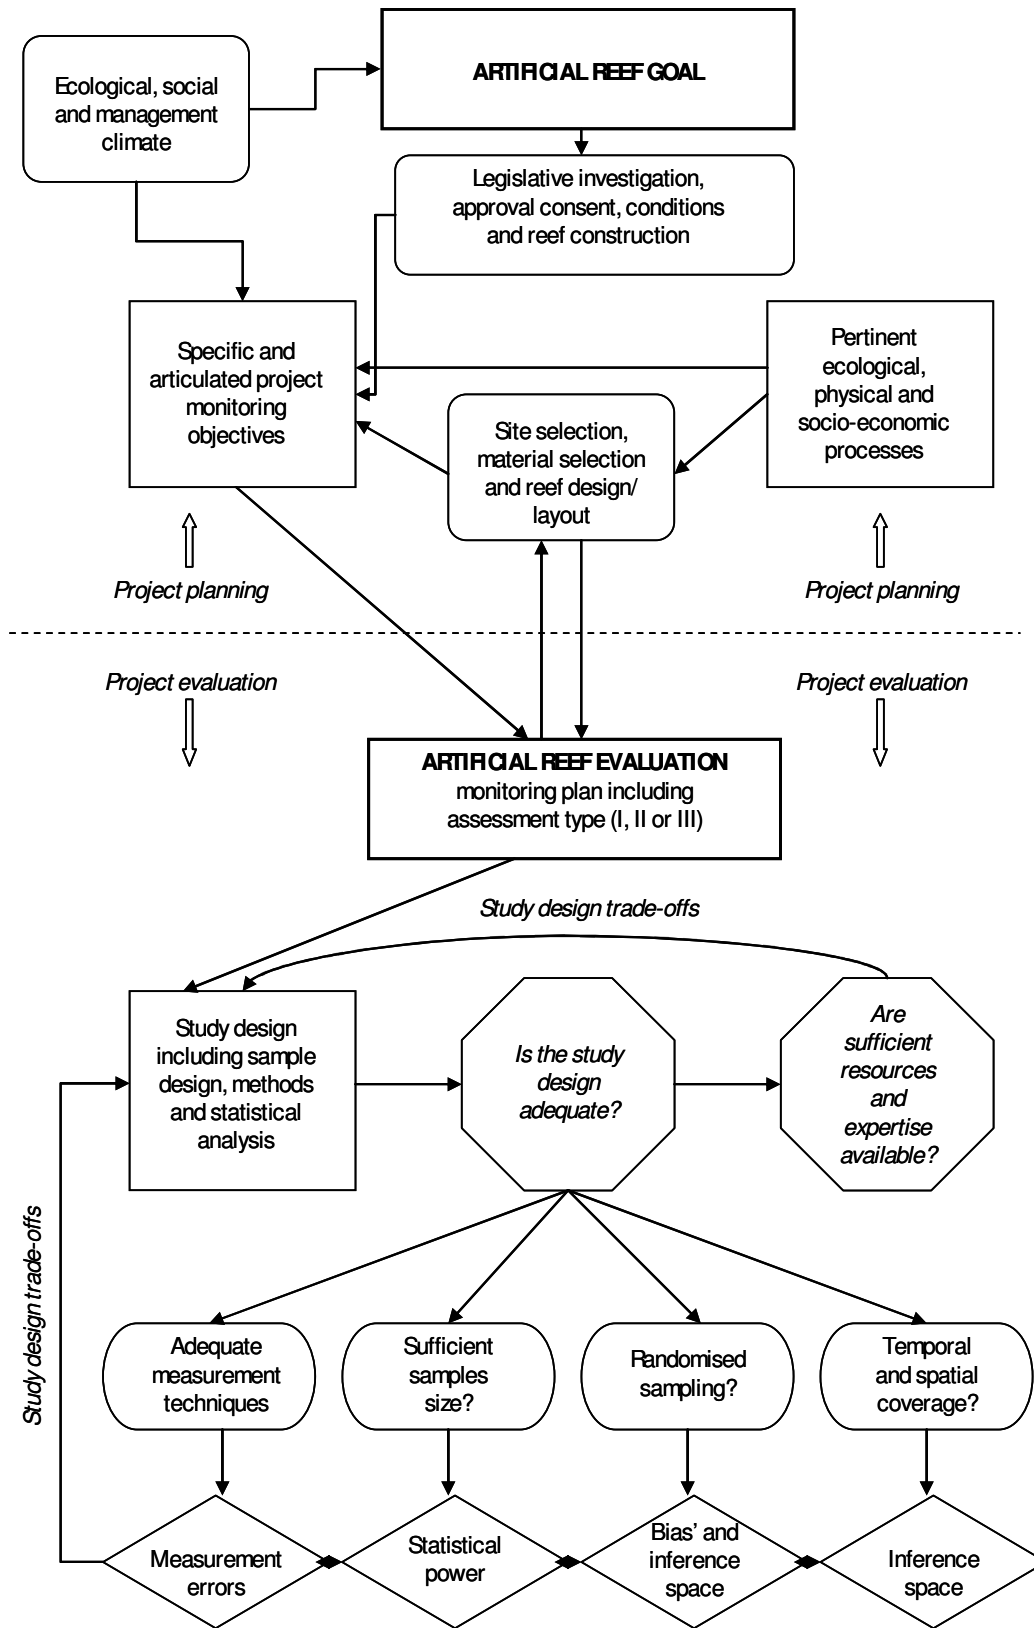 Ecological, social
and management
climate
ARTIFICIAL REEF GOAL
Legislative investigation,
approval consent, conditions
and reef construction
Specific and
articulated project
monitoring
objectives
Site selection,
material selection
and reef design/
layout
Pertinent
ecological,
physical and
socio-economic
processes
Project planning
Project planning
Project evaluation
Project evaluation
ARTIFICIAL REEF EVALUATION
monitoring plan including
assessment type (I, II or III)
Study design trade-offs
Study design
including sample
design, methods
and statistical
analysis
Is the study
design
adequate?
Are
sufficient
resources
and
expertise
available?
Study design trade-offs
Adequate
measurement
techniques
Sufficient
samples
size?
Randomised
sampling?
Temporal
and spatial
coverage?
Measurement
errors
Statistical
power
Bias' and
inference
space
Inference
space